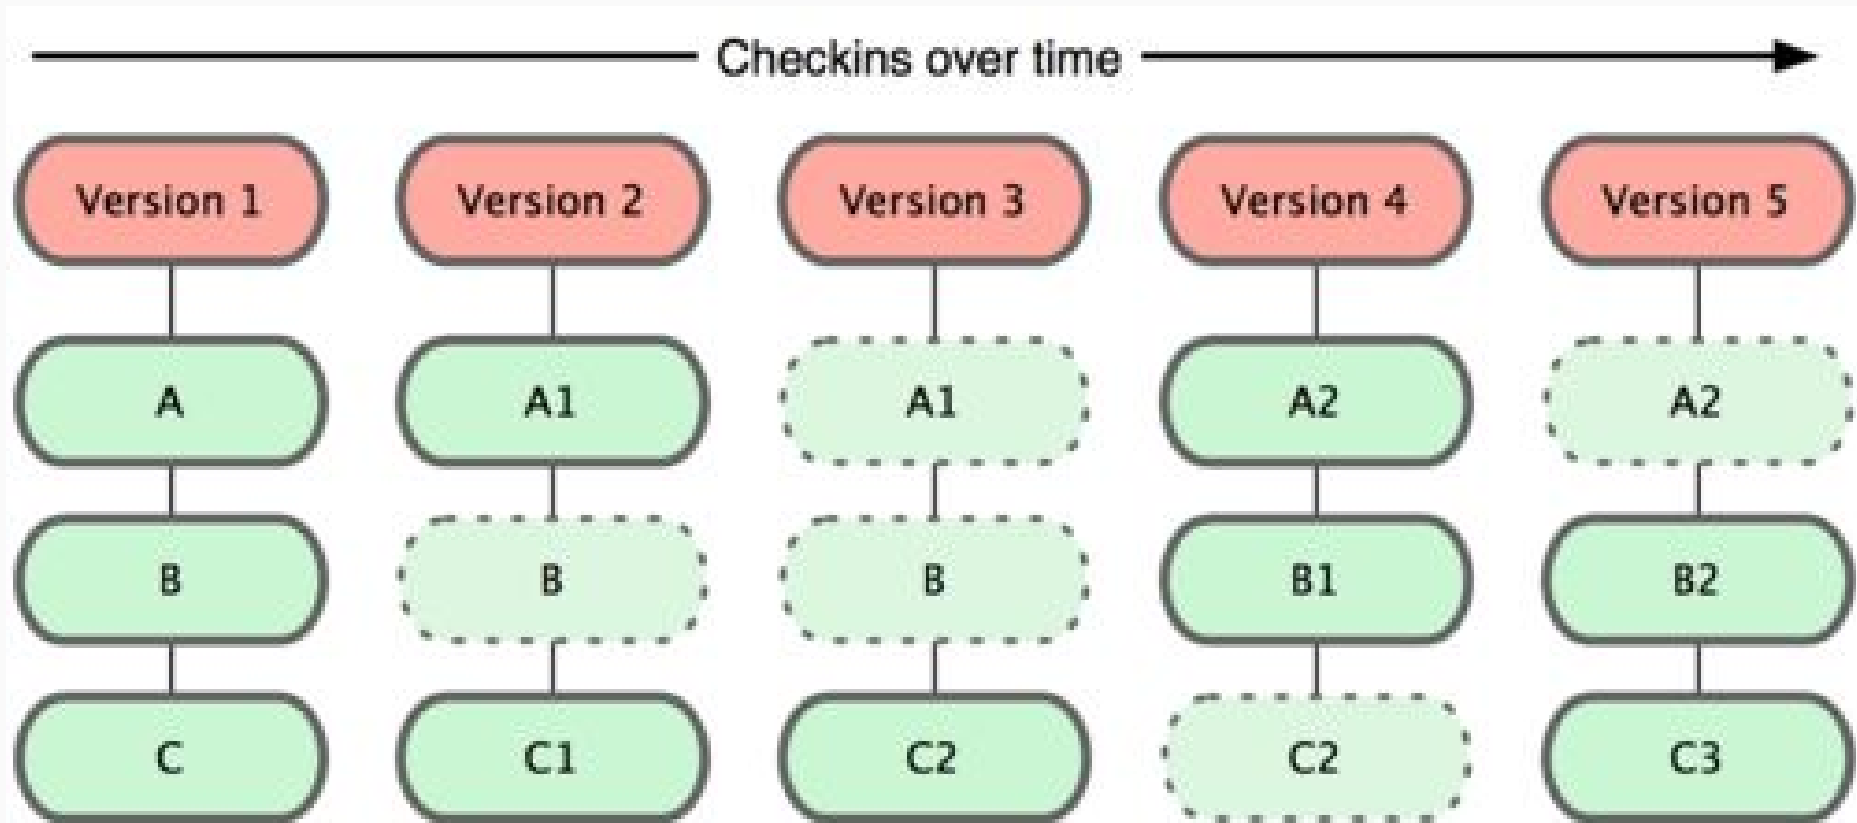 Checkins over time
Version 1 Version 2 Version 3 Version 4 Version 5
A A1 A1 A2 A2
B B B B1 B2
C C1 C2 C2 C3